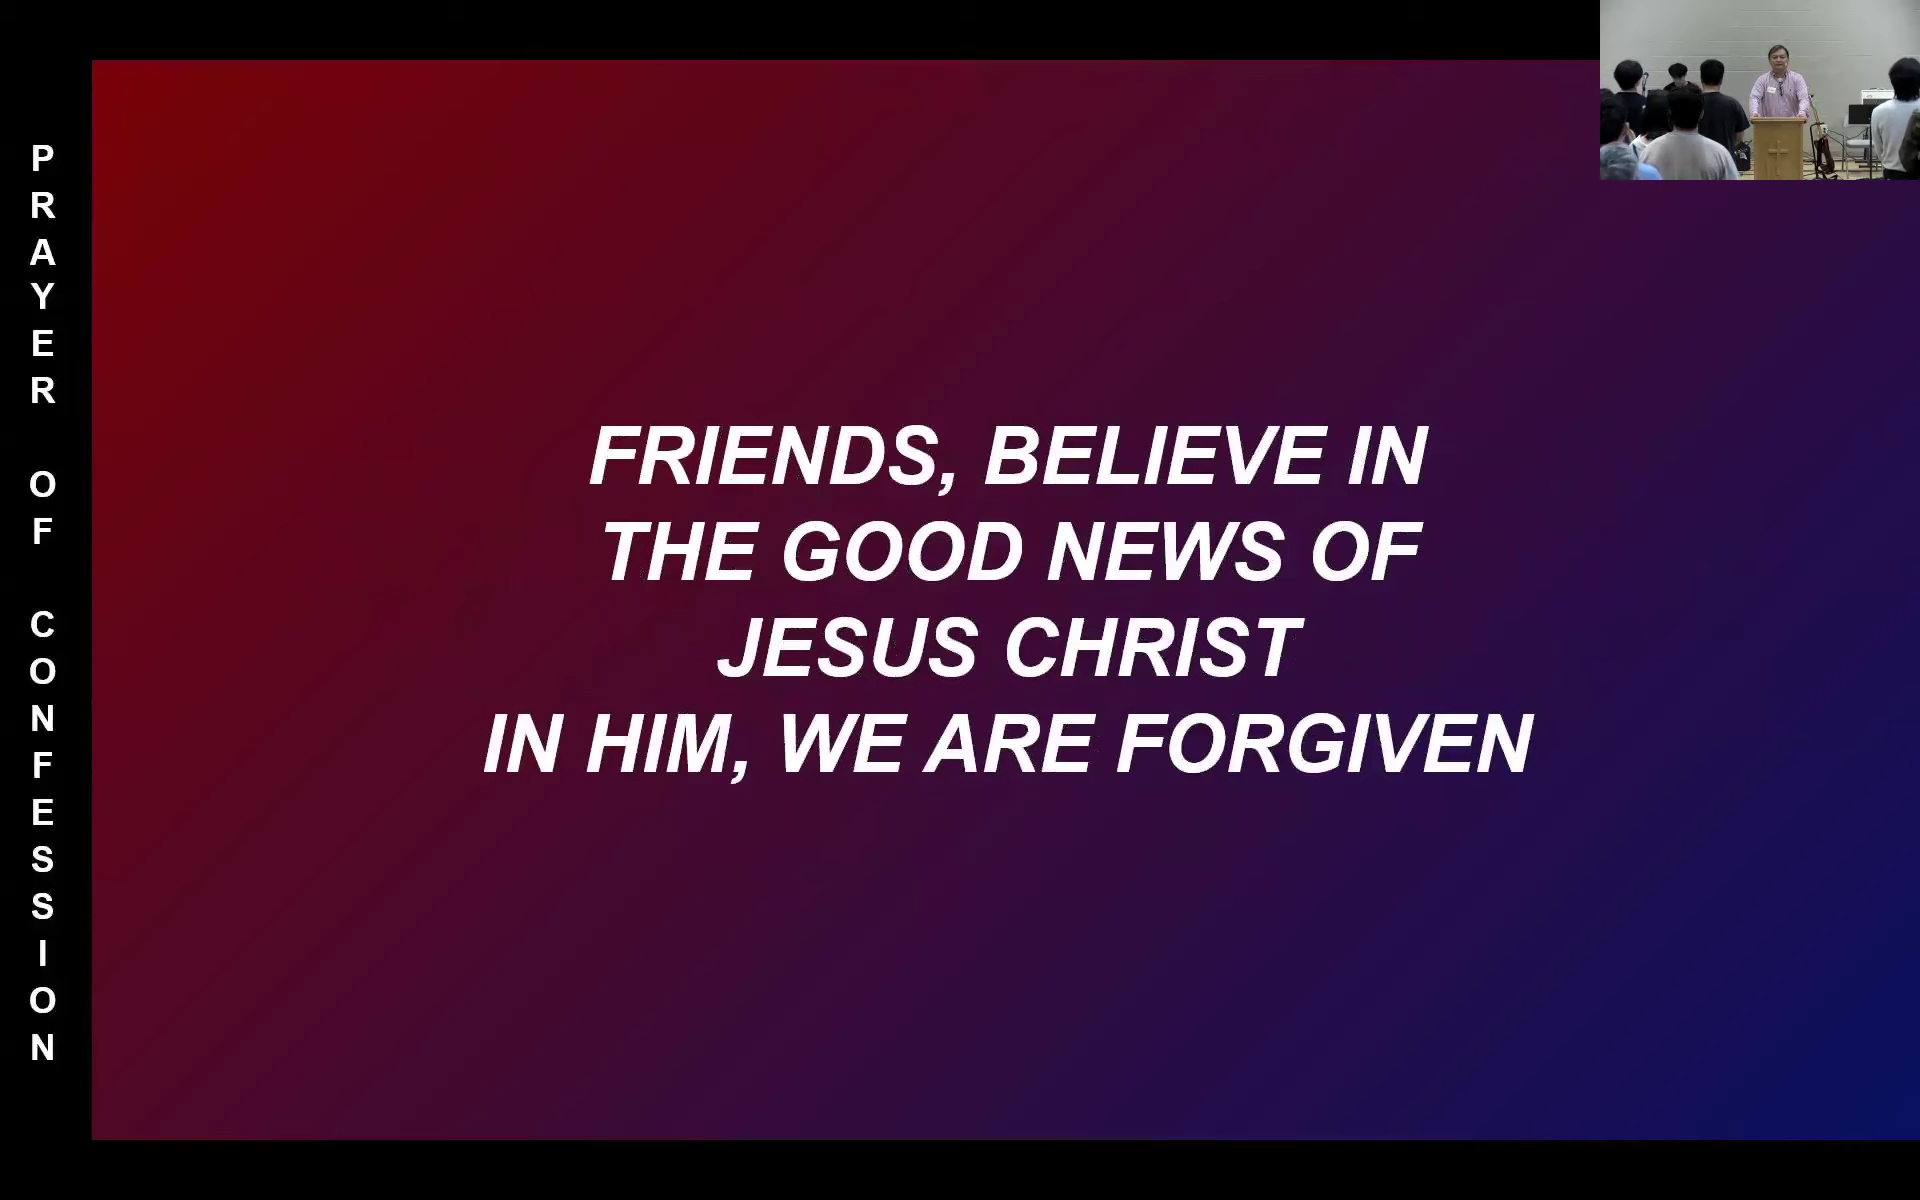 PRAYER OF CONFESSION
FRIENDS, BELIEVE IN
THE GOOD NEWS OF
JESUS CHRIST
IN HIM, WE ARE FORGIVEN